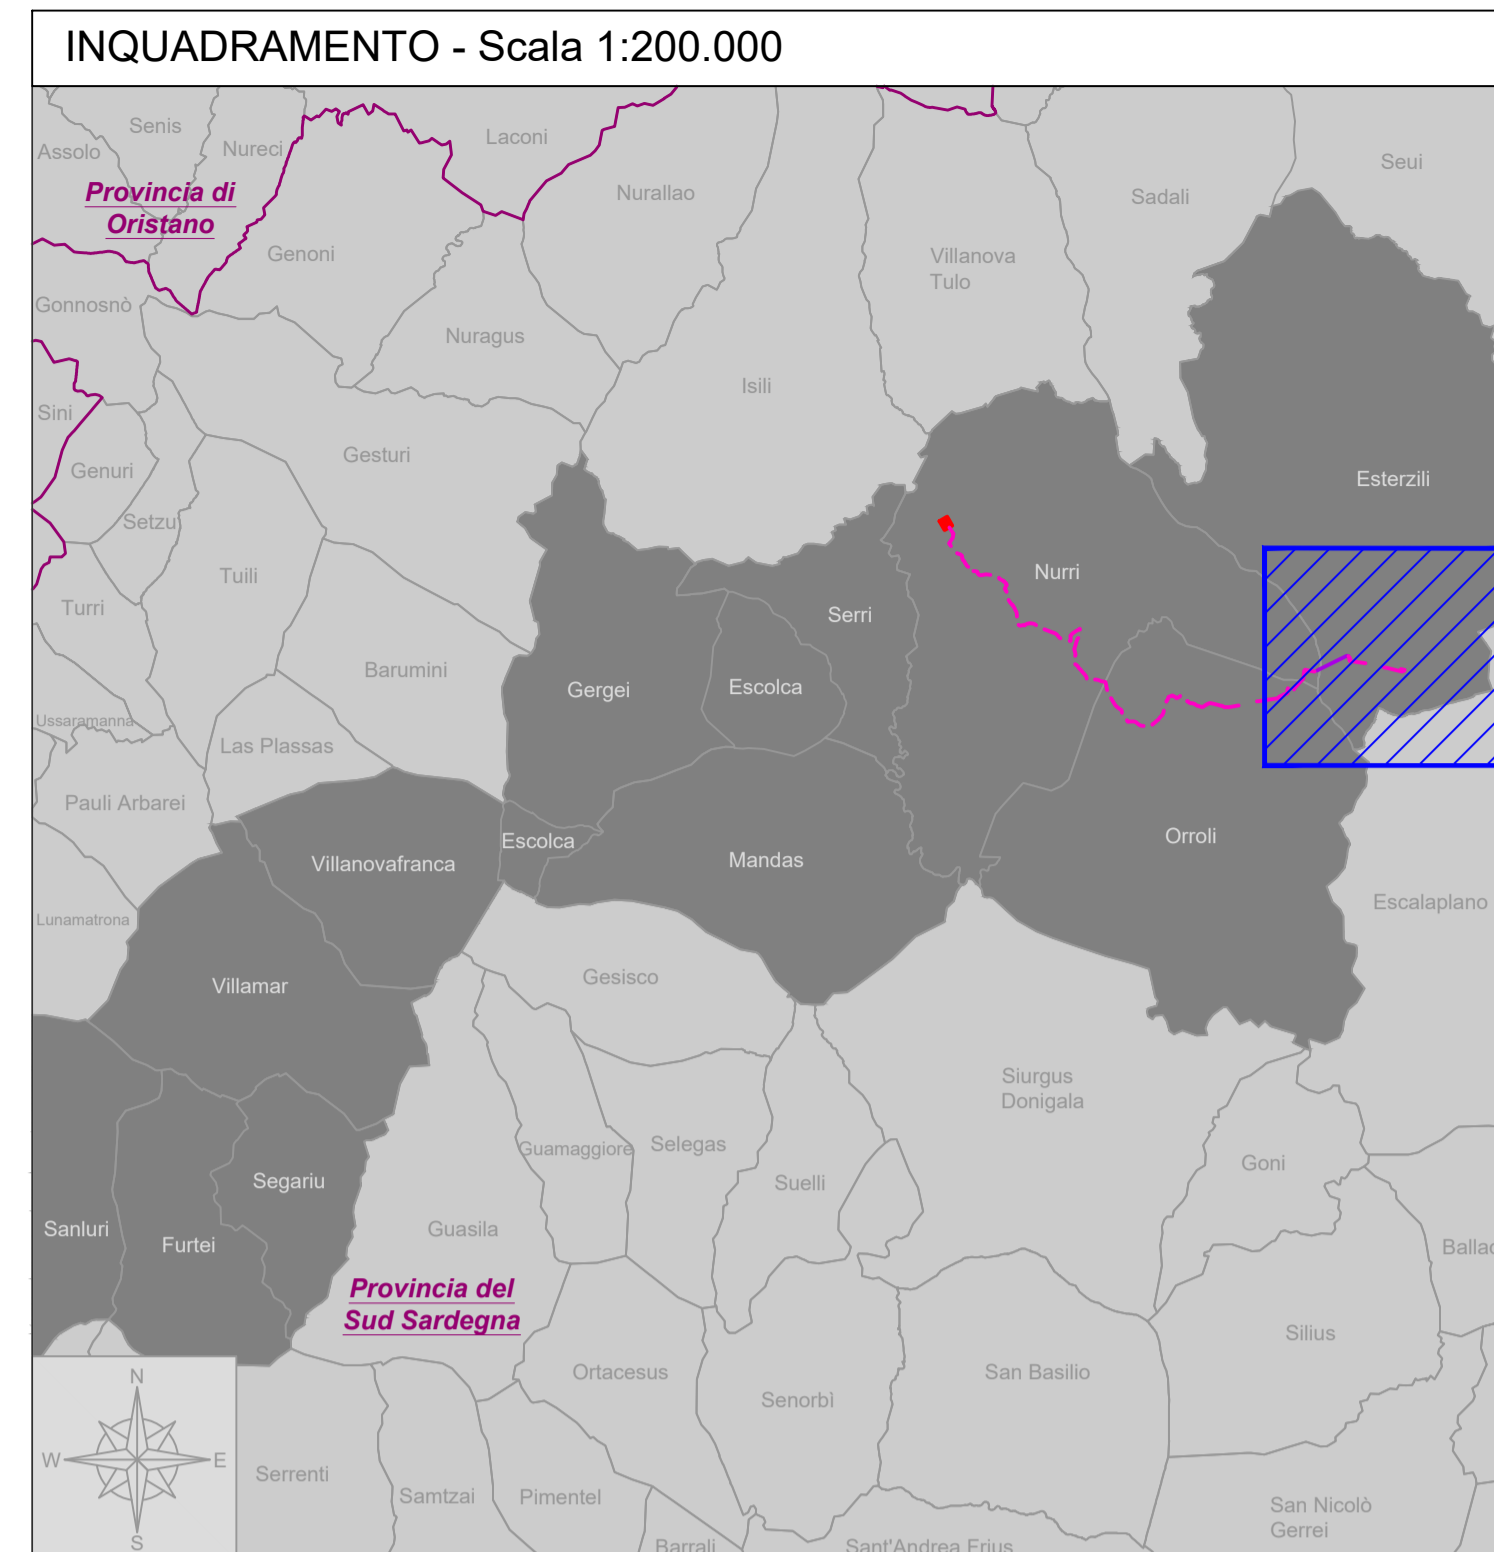 INQUADRAMENTO - Scala 1:200.000
Senis
Assolo
Nureci
Laconi
Provincia di
Oristano
Nurallao
Sadali
Seui
Genoni
Villanova
Tulo
Gonnosnò
Nuragus
Isili
Sini
Gesturi
Genuri
Esterzili
Setzu
Tuili
Nurri
Turri
Serri
Barumini
Gergei
Escolca
Ussaramanna
Las Plassas
Pauli Arbarei
Escolca
Orroli
Villanovafranca
Mandas
Escalaplano
Lunamatrona
Gesisco
Villamar
Siurgus
Donigala
Guamaggiore
Selegas
Goni
Segariu
Suelli
Sanluri
Guasila
Furtei
Ballao
Provincia del
Sud Sardegna
Silius
Ortacesus
San Basilio
Senorbì
N
W
E
S
Serrenti
Samtzai
Pimentel
San Nicolò
Gerrei
Barrali
Sant'Andrea Frius